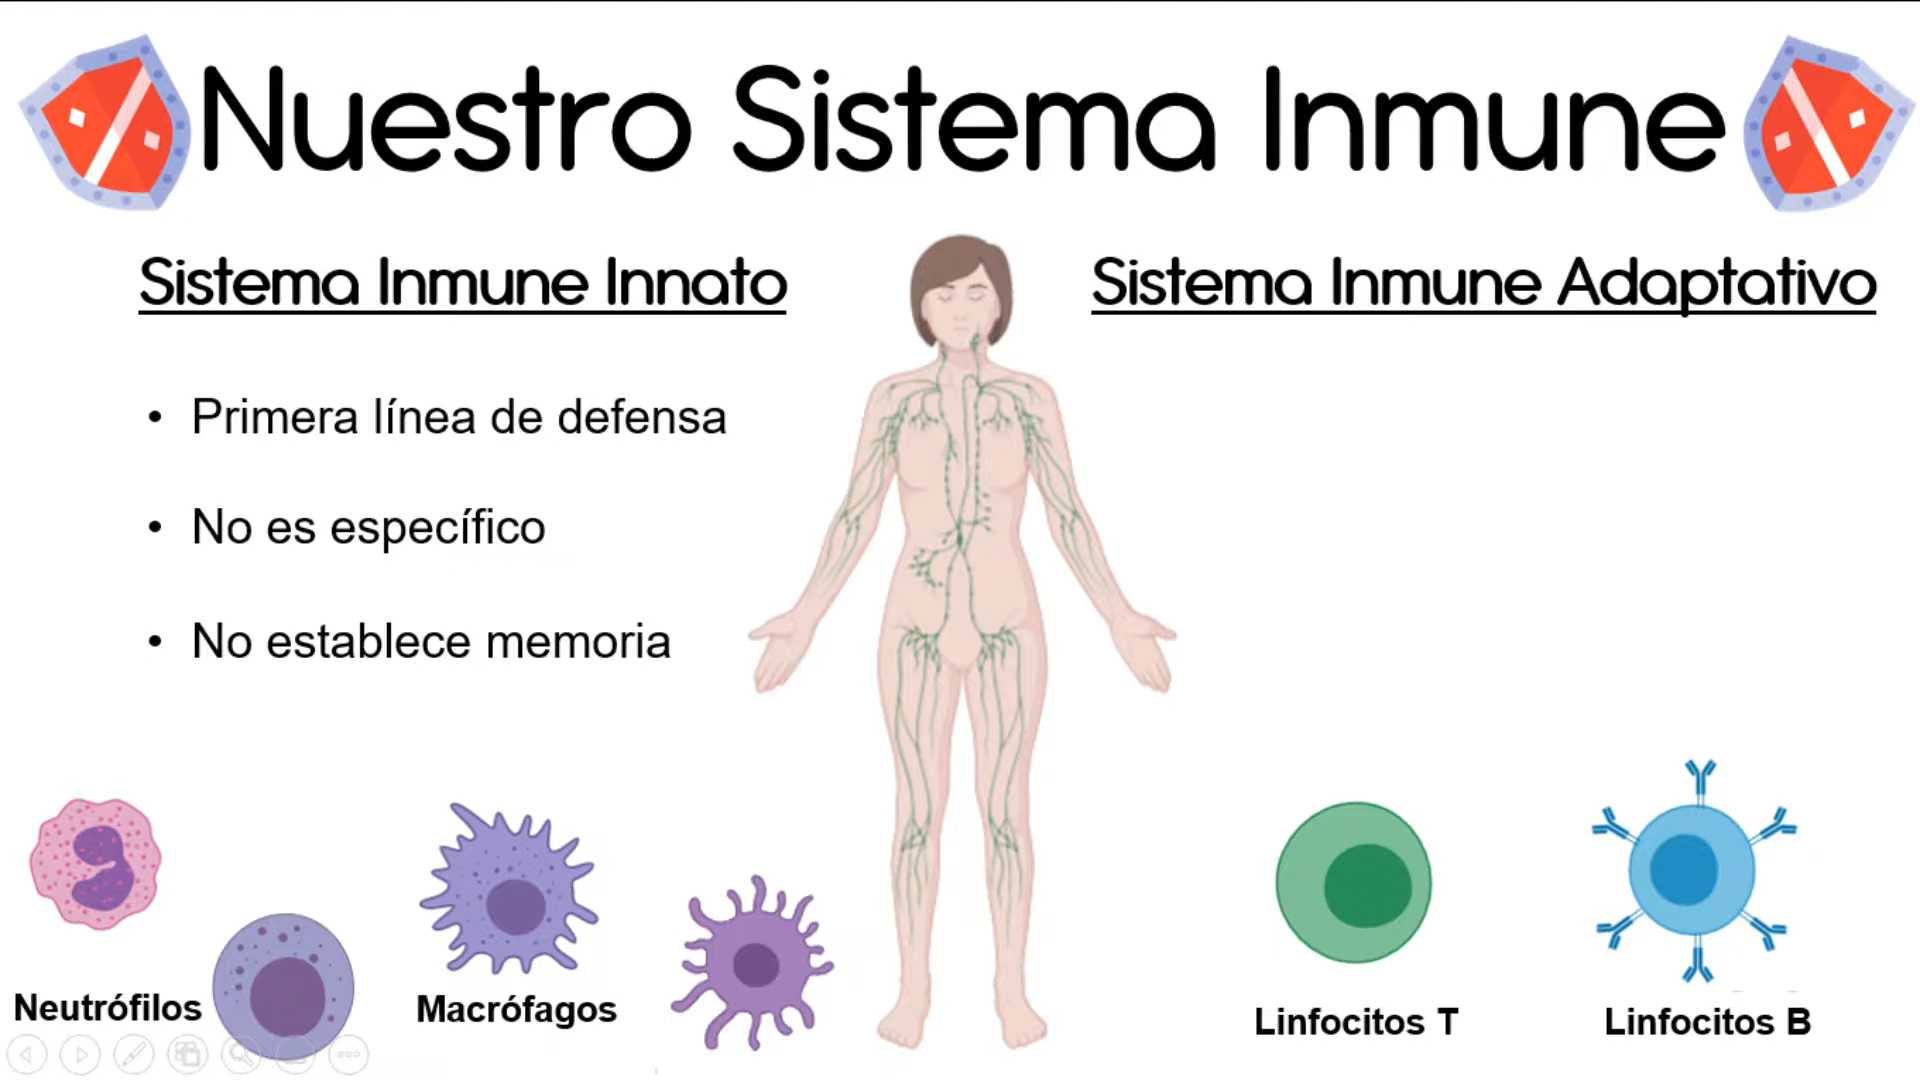 Nuestro Sistema Inmune
Sistema Inmune Innato
Sistema Inmune Adaptativo
• Primera línea de defensa
• No es específico
• No establece memoria
Neutrófilos
Macrófagos
Linfocitos T
Linfocitos B